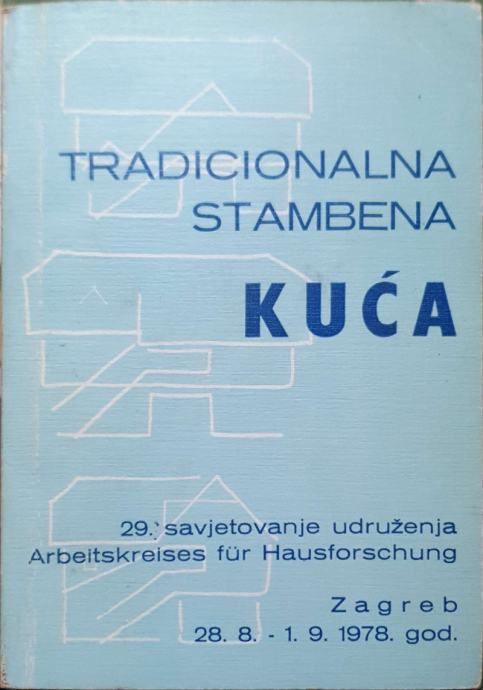 TRADICIONALNA
STAMBENA
KUĆA
29. savjetovanje udruženja
Arbeitskreises für Hausforschung
Zagreb
28. 8. - 1. 9. 1978. god.